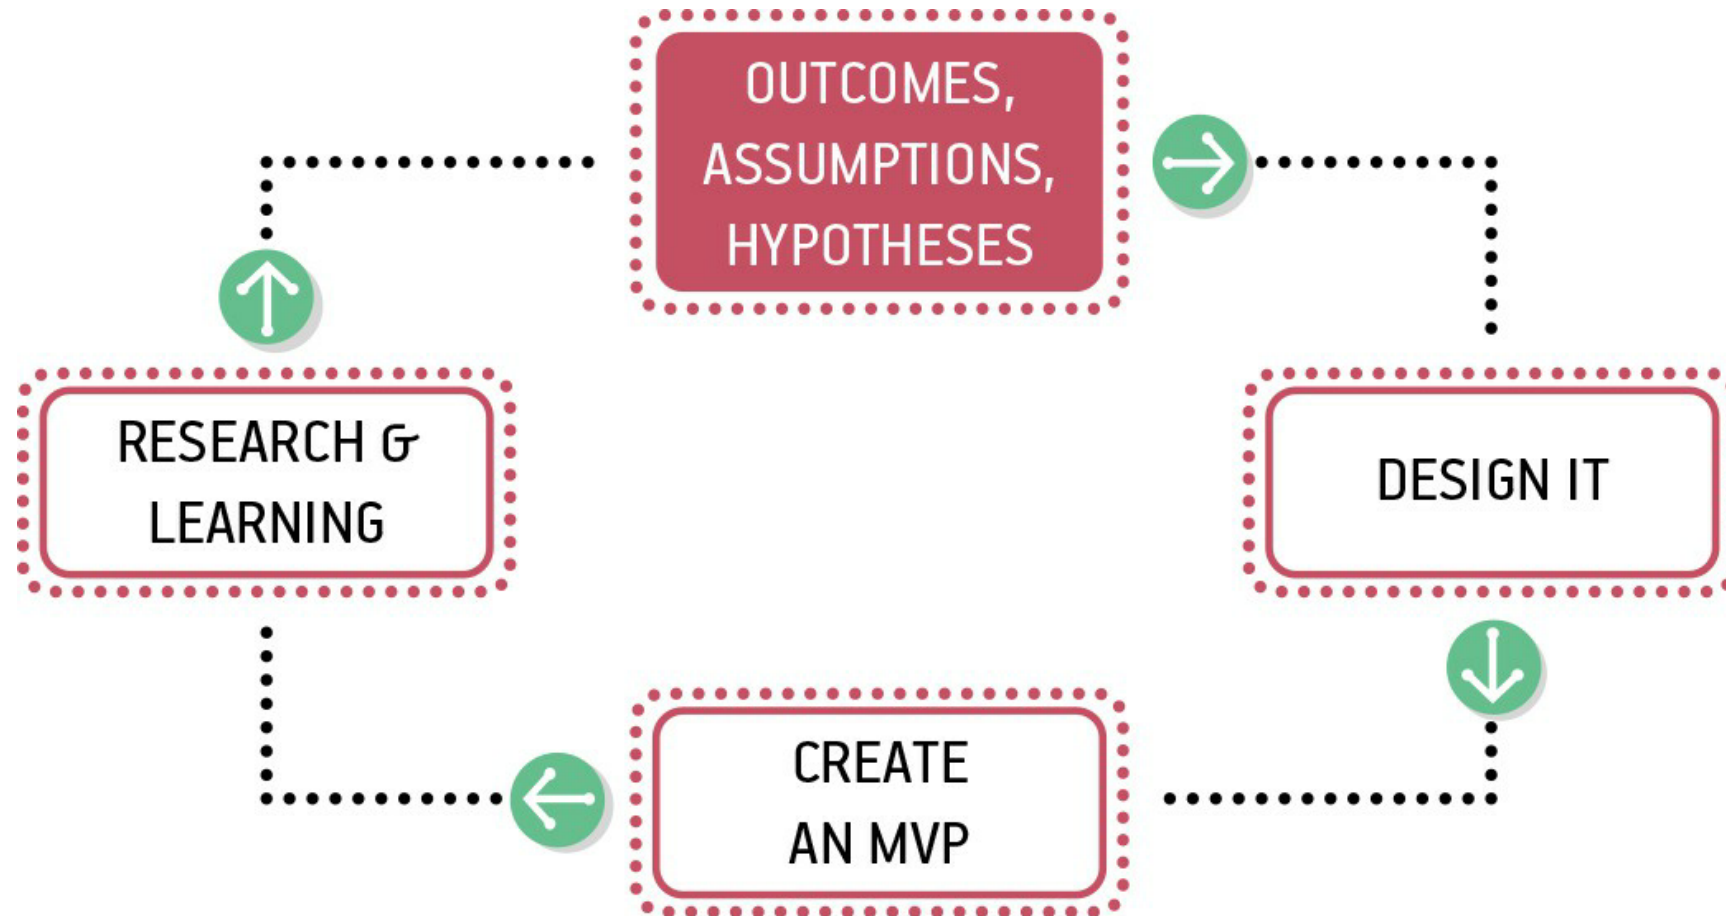 OUTCOMES,
ASSUMPTIONS,
HYPOTHESES
RESEARCH &
LEARNING
DESIGN IT
CREATE
AN MVP